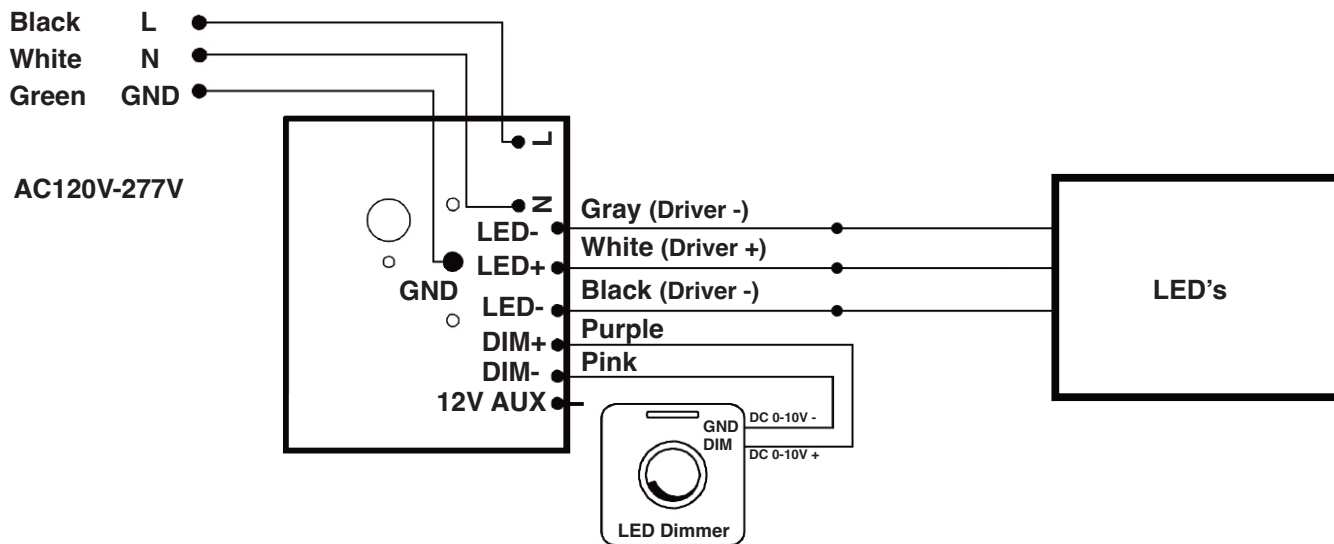 Black L
White N
Green GND
AC120V-277V
L
N
LED-
GND
LED+
LED-
DIM+
DIM-
12V AUX
Gray (Driver -)
White (Driver +)
Black (Driver -)
Purple
Pink
LED's
GND
DIM
DC 0-10V -
DC 0-10V +
LED Dimmer